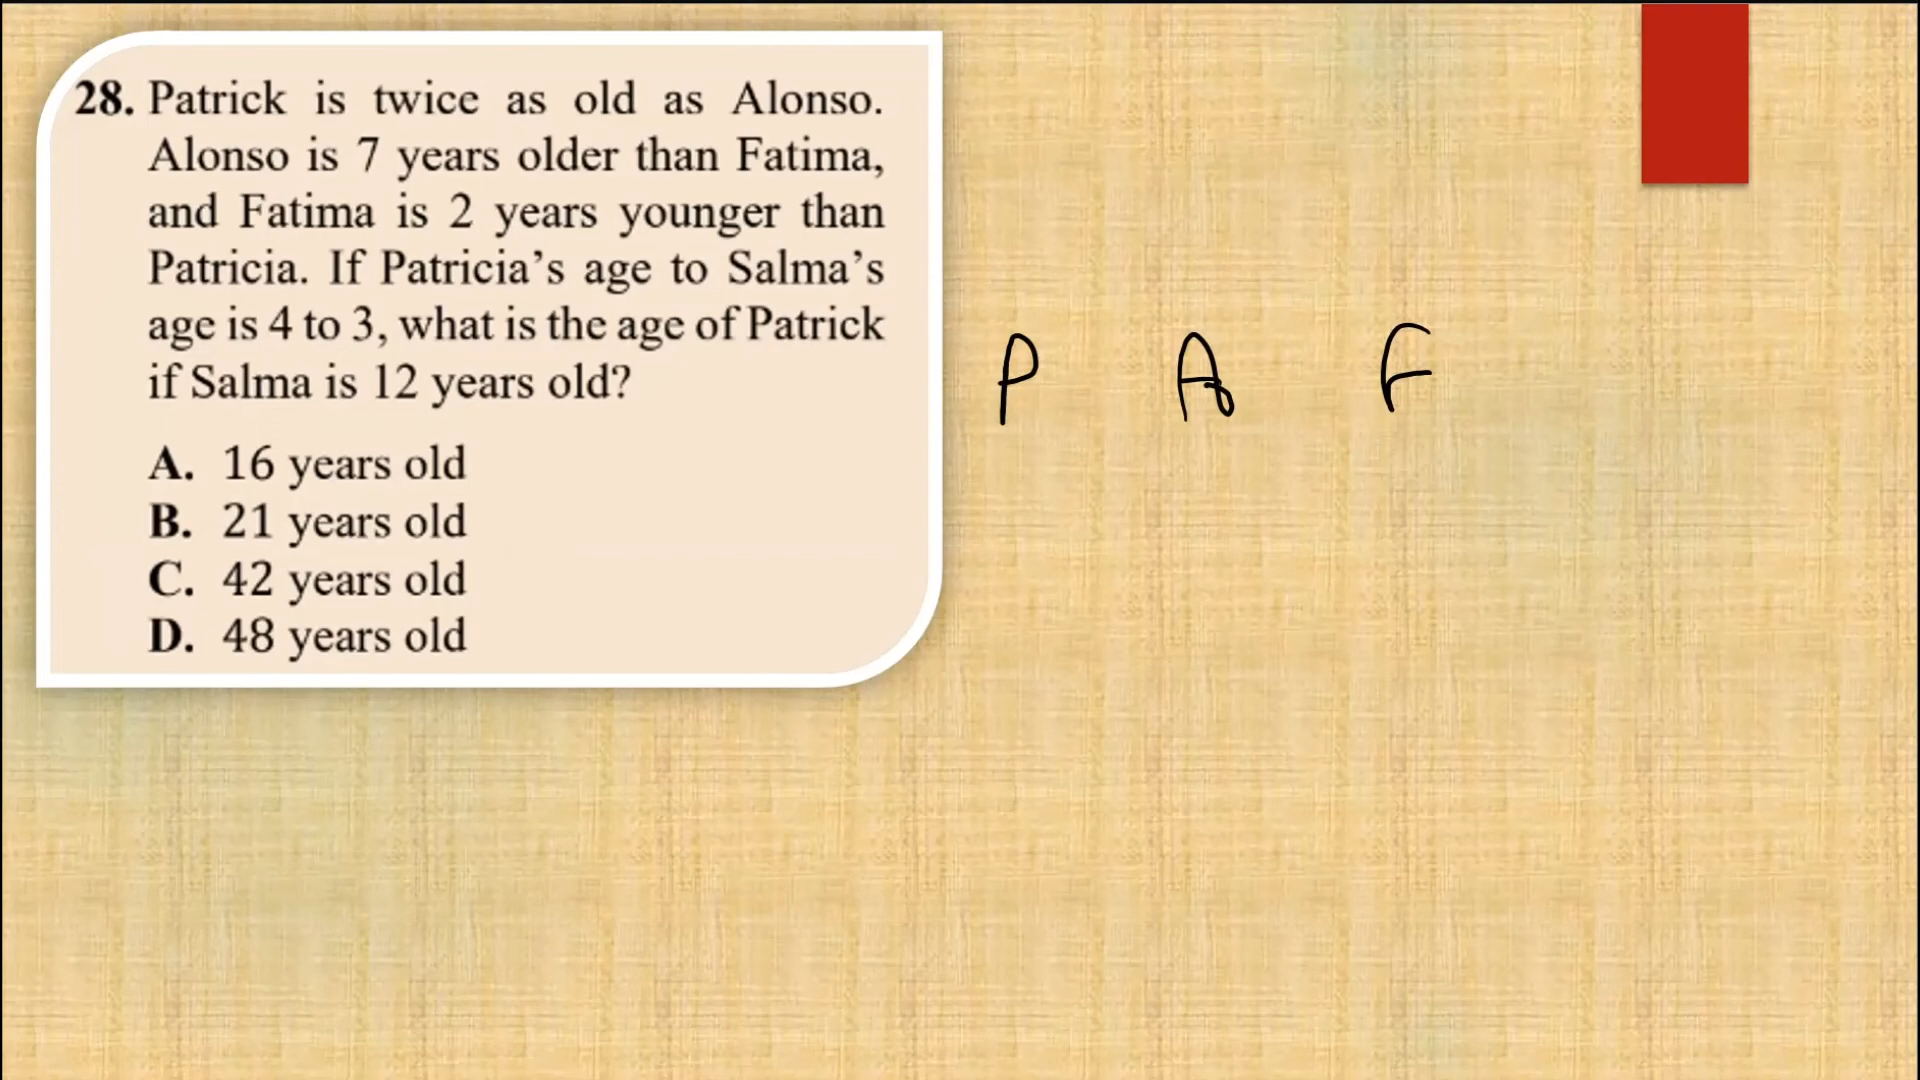 28. Patrick is twice as old as Alonso.
Alonso is 7 years older than Fatima,
and Fatima is 2 years younger than
Patricia. If Patricia’s age to Salma’s
age is 4 to 3, what is the age of Patrick
if Salma is 12 years old?
A. 16 years old
B. 21 years old
C. 42 years old
D. 48 years old
P A F